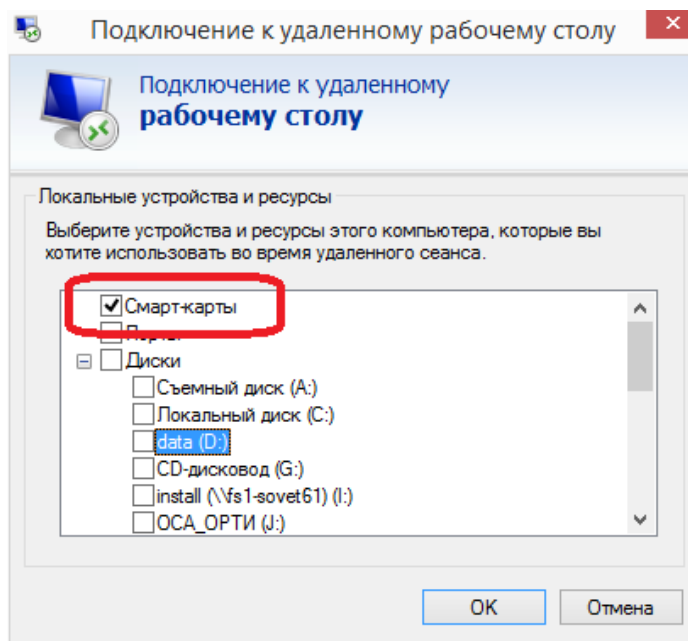 Подключение к удаленному рабочему столу
Подключение к удаленному
рабочему столу
Локальные устройства и ресурсы
Выберите устройства и ресурсы этого компьютера, которые вы
хотите использовать во время удаленного сеанса.
Смарт-карты
Порты
Диски
Съемный диск (A:)
Локальный диск (C:)
data (D:)
CD-дисковод (G:)
install (\\fs1-sovet61) (I:)
ОСА_ОРТИ (J:)
OK
Отмена